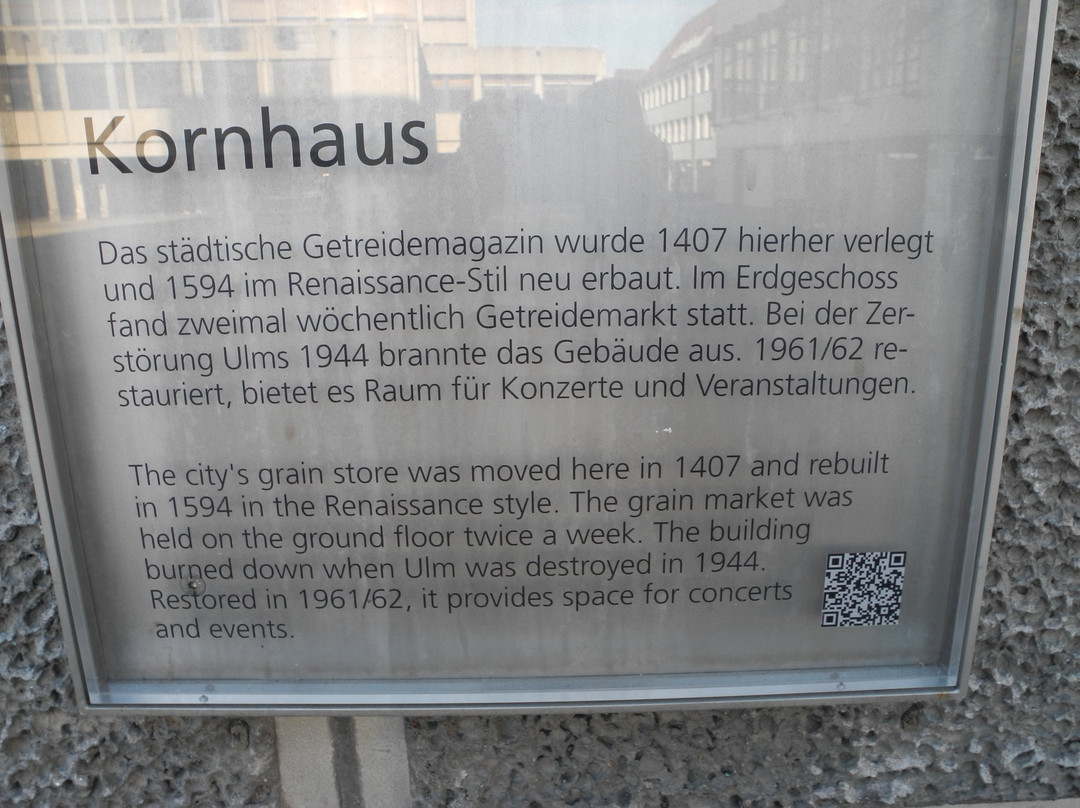 Kornhaus
Das städtische Getreidemagazin wurde 1407 hierher verlegt
und 1594 im Renaissance-Stil neu erbaut. Im Erdgeschoss
fand zweimal wöchentlich Getreidemarkt statt. Bei der Zer-
störung Ulms 1944 brannte das Gebäude aus. 1961/62 re-
stauriert, bietet es Raum für Konzerte und Veranstaltungen.
The city's grain store was moved here in 1407 and rebuilt
in 1594 in the Renaissance style. The grain market was
held on the ground floor twice a week. The building
burned down when Ulm was destroyed in 1944.
Restored in 1961/62, it provides space for concerts
and events.